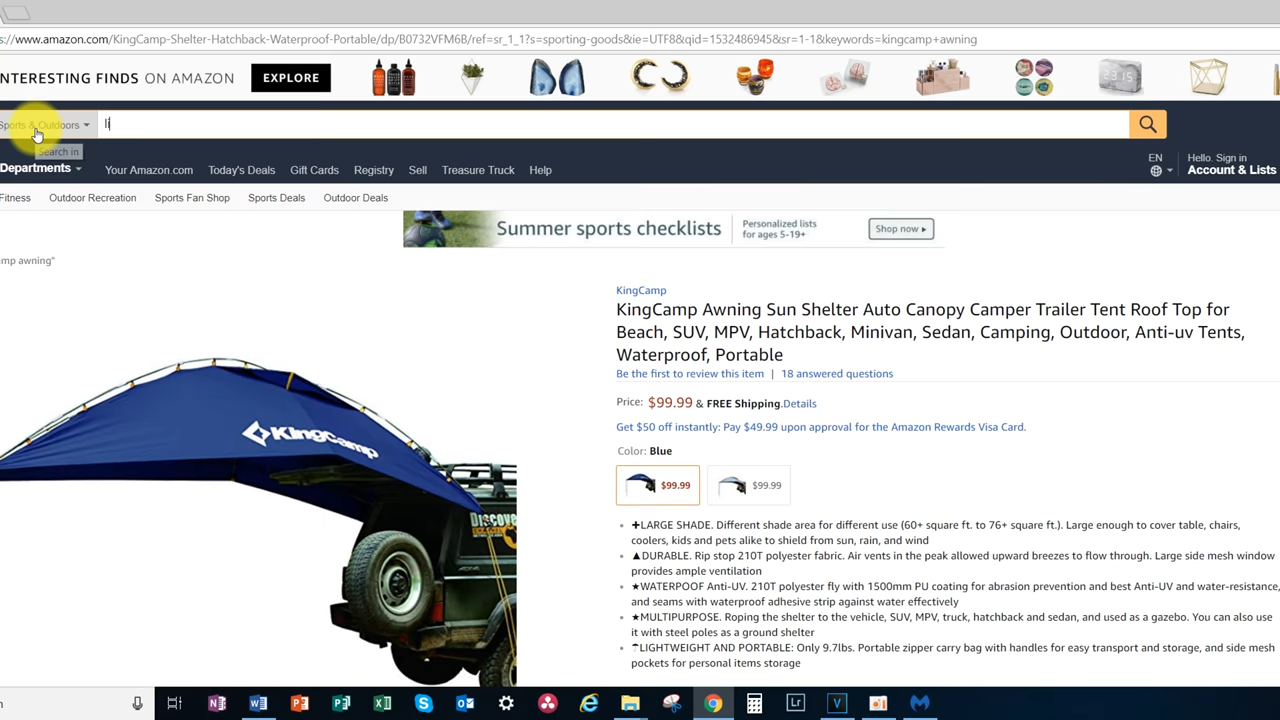 s://www.amazon.com/KingCamp-Shelter-Hatchback-Waterproof-Portable/dp/B0732VFM6B/ref=sr_1_1?s=sporting-goods&ie=UTF8&qid=1532486945&sr=1-1&keywords=kingcamp+awning
NTERESTING FINDS ON AMAZON EXPLORE
Sports & Outdoors li
Search in
Departments Your Amazon.com Today's Deals Gift Cards Registry Sell Treasure Truck Help EN Hello. Sign in
Account & Lists
Fitness Outdoor Recreation Sports Fan Shop Sports Deals Outdoor Deals
Summer sports checklists Personalized lists for ages 5-19+ Shop now ▸
mp awning"
KingCamp
KingCamp Awning Sun Shelter Auto Canopy Camper Trailer Tent Roof Top for
Beach, SUV, MPV, Hatchback, Minivan, Sedan, Camping, Outdoor, Anti-uv Tents,
Waterproof, Portable
Be the first to review this item | 18 answered questions
Price: $99.99 & FREE Shipping. Details
Get $50 off instantly: Pay $49.99 upon approval for the Amazon Rewards Visa Card.
Color: Blue
$99.99 $99.99
KingCamp
• ✚LARGE SHADE. Different shade area for different use (60+ square ft. to 76+ square ft.). Large enough to cover table, chairs,
coolers, kids and pets alike to shield from sun, rain, and wind
• ▲DURABLE. Rip stop 210T polyester fabric. Air vents in the peak allowed upward breezes to flow through. Large side mesh window
provides ample ventilation
• ★WATERPROOF Anti-UV. 210T polyester fly with 1500mm PU coating for abrasion prevention and best Anti-UV and water-resistance,
and seams with waterproof adhesive strip against water effectively
• ★MULTIPURPOSE. Roping the shelter to the vehicle, SUV, MPV, truck, hatchback and sedan, and used as a gazebo. You can also use
it with steel poles as a ground shelter
• ☂LIGHTWEIGHT AND PORTABLE: Only 9.7lbs. Portable zipper carry bag with handles for easy transport and storage, and side mesh
pockets for personal items storage